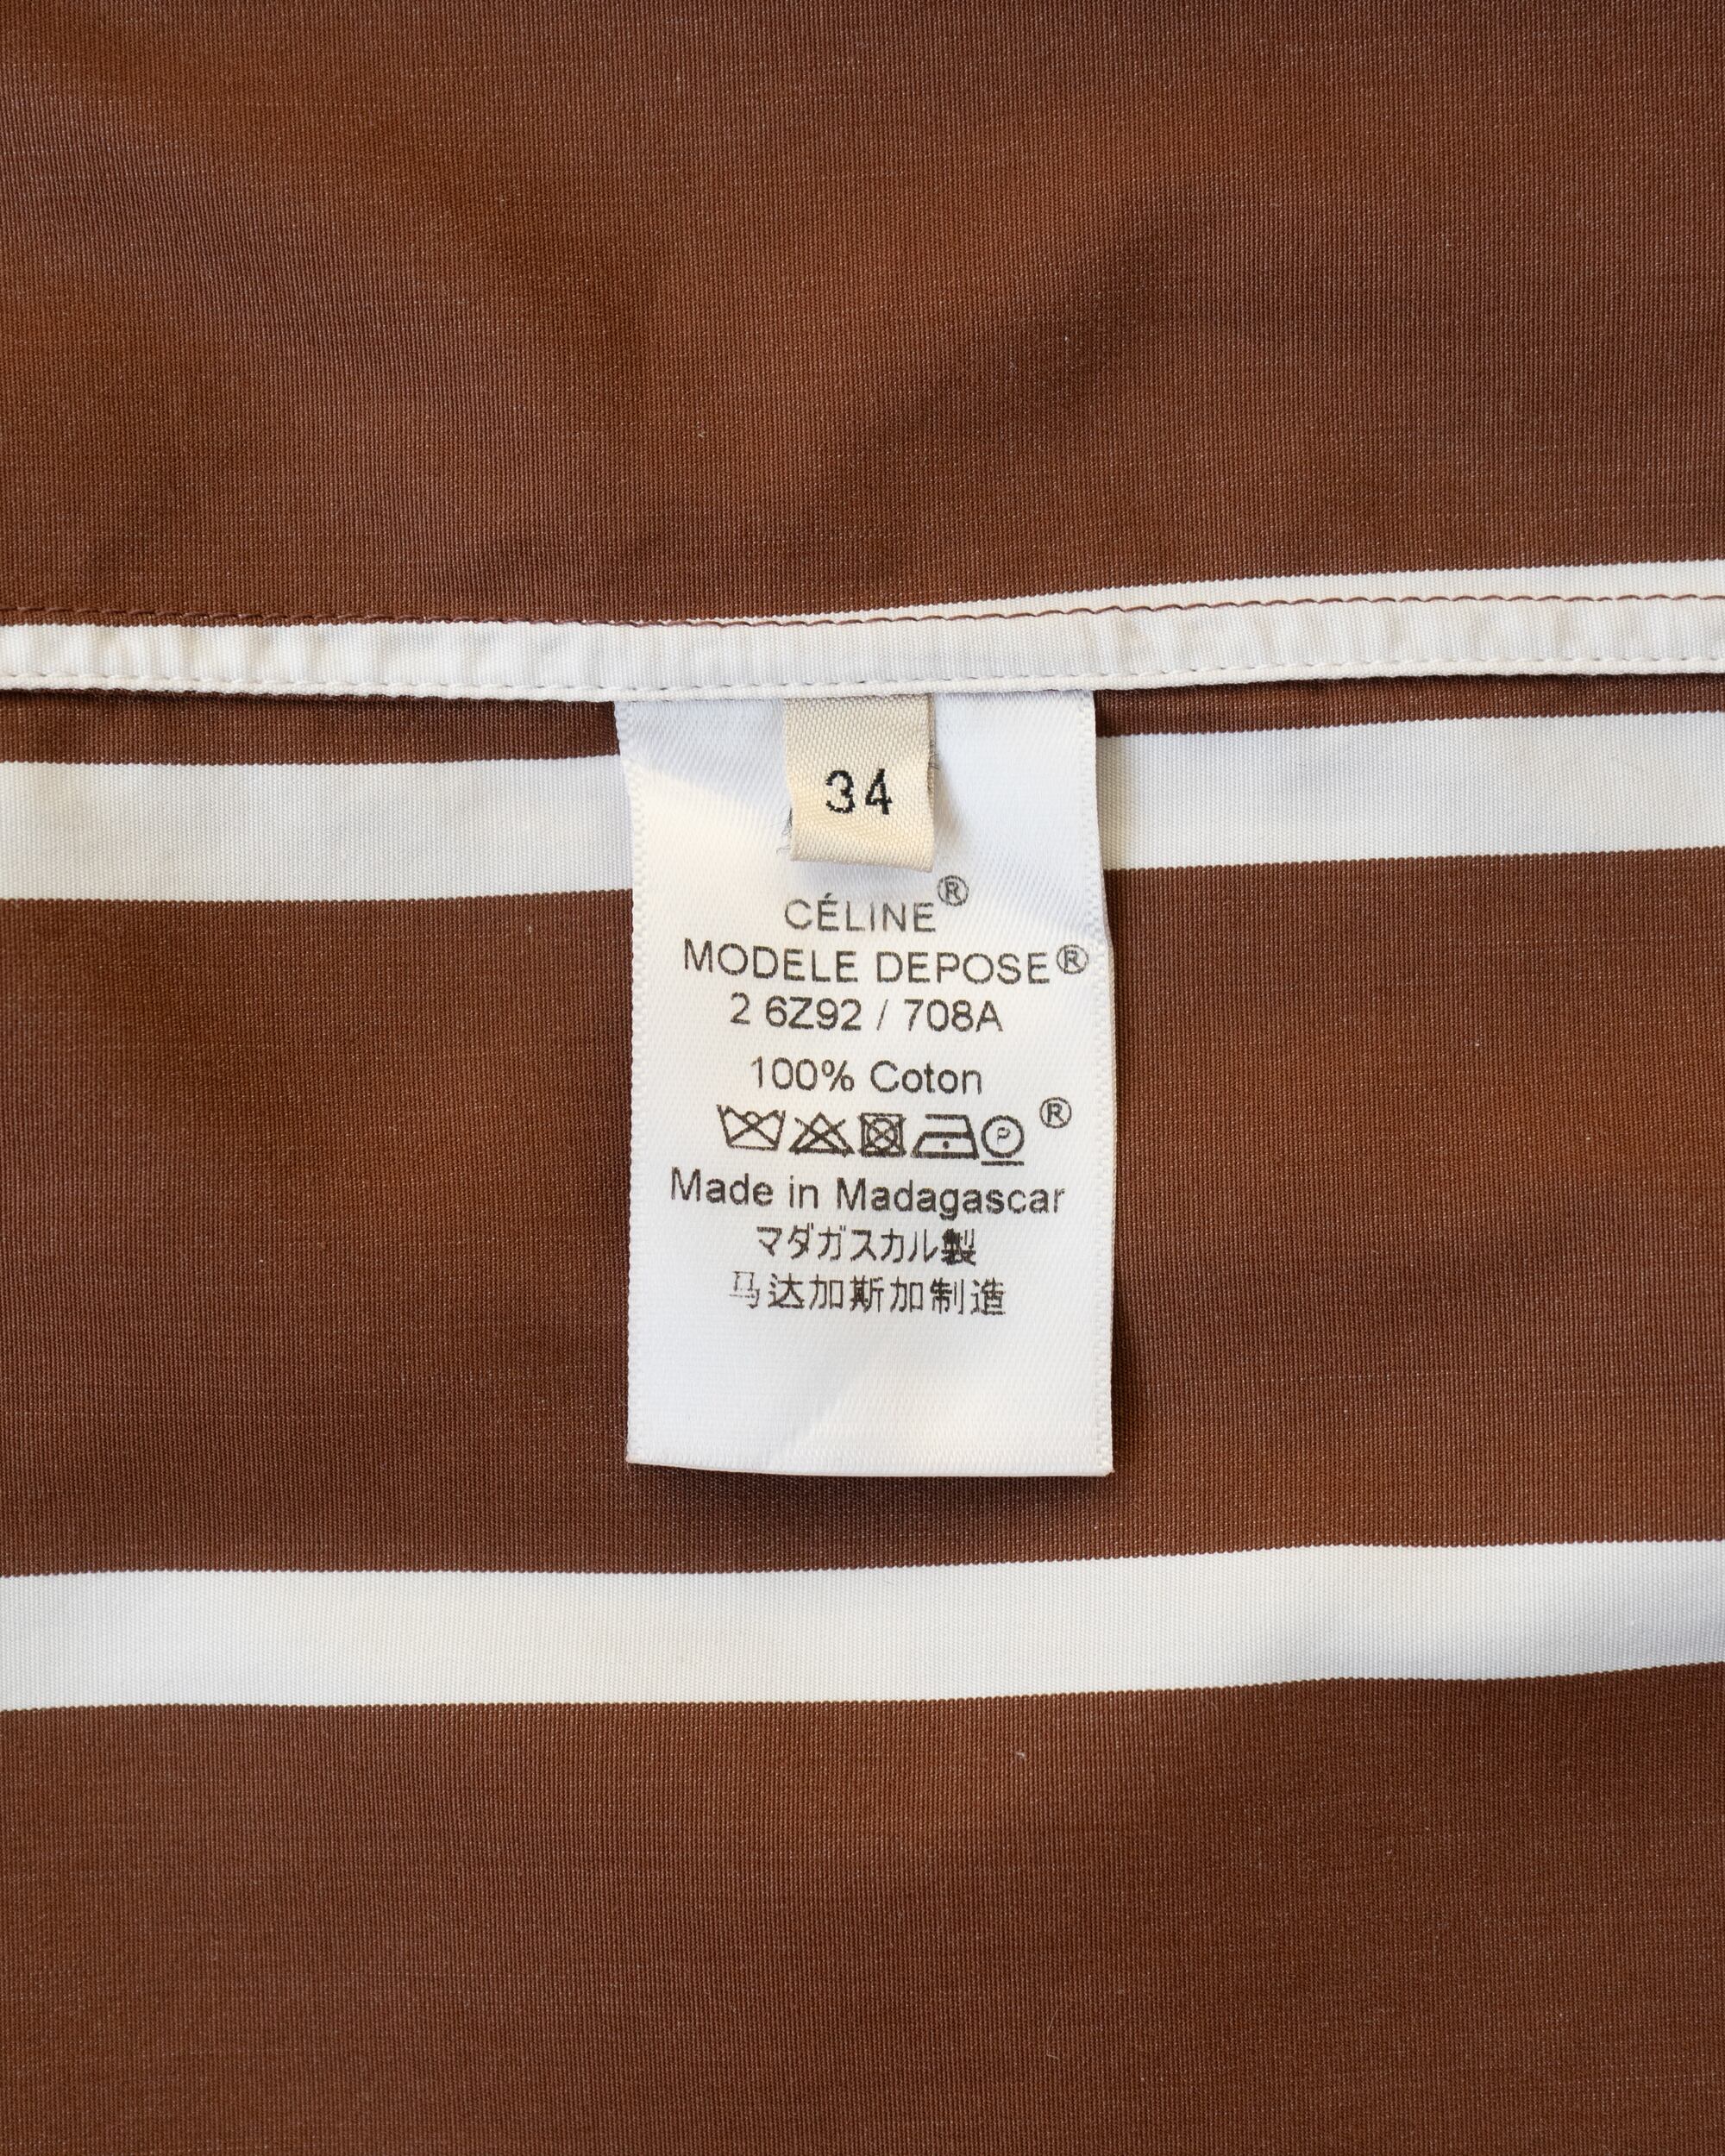 34
CÉLINE®
MODELE DEPOSE®
2 6Z92 / 708A
100% Coton
P ®
Made in Madagascar
マダガスカル製
马达加斯加制造